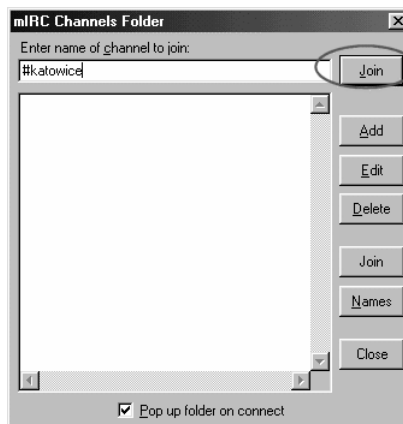 mIRC Channels Folder
Enter name of channel to join:
#katowice
Join
Add
Edit
Delete
Join
Names
Close
Pop up folder on connect